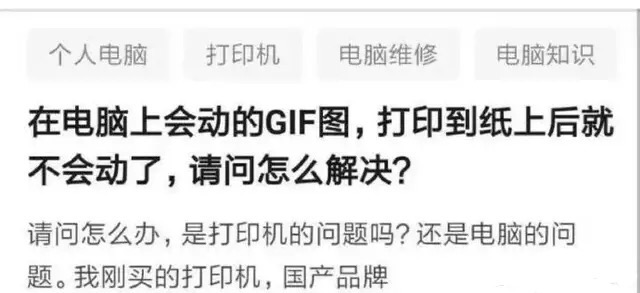 个人电脑 打印机 电脑维修 电脑知识
在电脑上会动的GIF图，打印到纸上后就
不会动了，请问怎么解决？
请问怎么办，是打印机的问题吗？还是电脑的问
题。我刚买的打印机，国产品牌